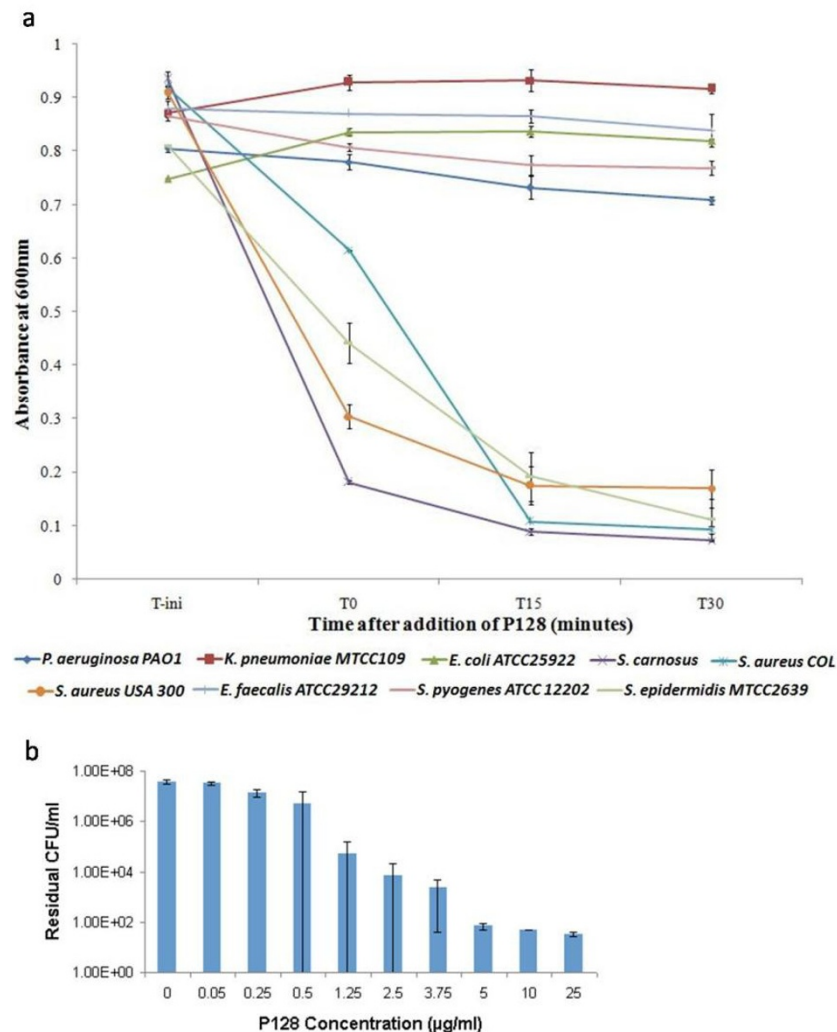 a
1
0.9
0.8
0.7
0.6
0.5
0.4
0.3
0.2
0.1
0
Absorbance at 600nm
T-ini T0 T15 T30
Time after addition of P128 (minutes)
P. aeruginosa PAO1 K. pneumoniae MTCC109 E. coli ATCC25922 S. carnosus S. aureus COL
S. aureus USA 300 E. faecalis ATCC29212 S. pyogenes ATCC 12202 S. epidermidis MTCC2639
b
1.00E+08
1.00E+06
1.00E+04
1.00E+02
1.00E+00
Residual CFU/ml
0 0.05 0.25 0.5 1.25 2.5 3.75 5 10 25
P128 Concentration (µg/ml)